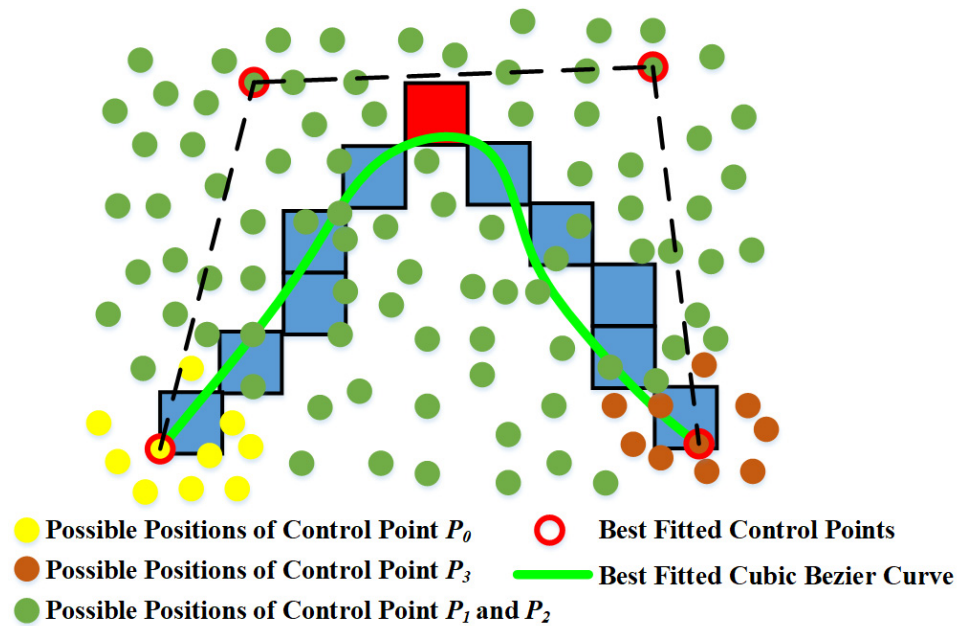 Possible Positions of Control Point P0
Possible Positions of Control Point P3
Possible Positions of Control Point P1 and P2
Best Fitted Control Points
Best Fitted Cubic Bezier Curve